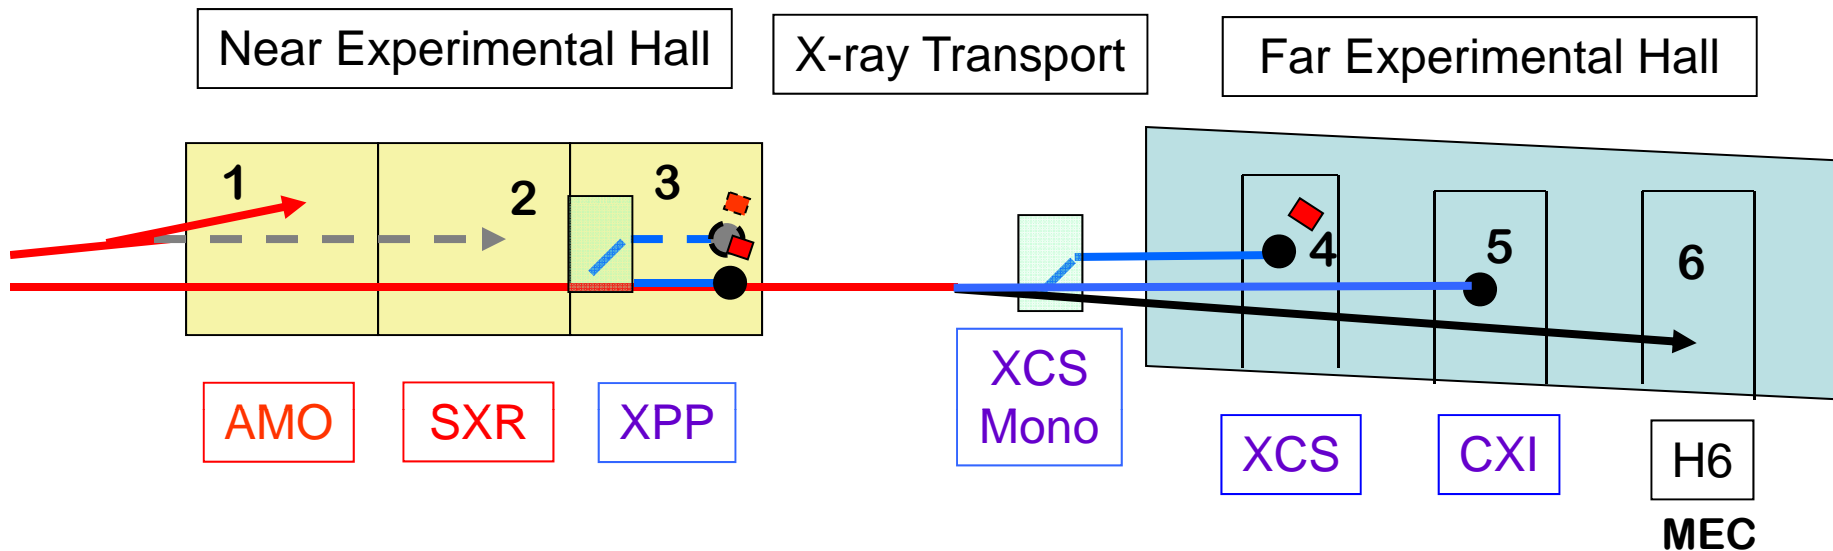 Near Experimental Hall
X-ray Transport
Far Experimental Hall
1
2
3
4
5
6
AMO
SXR
XPP
XCS
Mono
XCS
CXI
H6
MEC